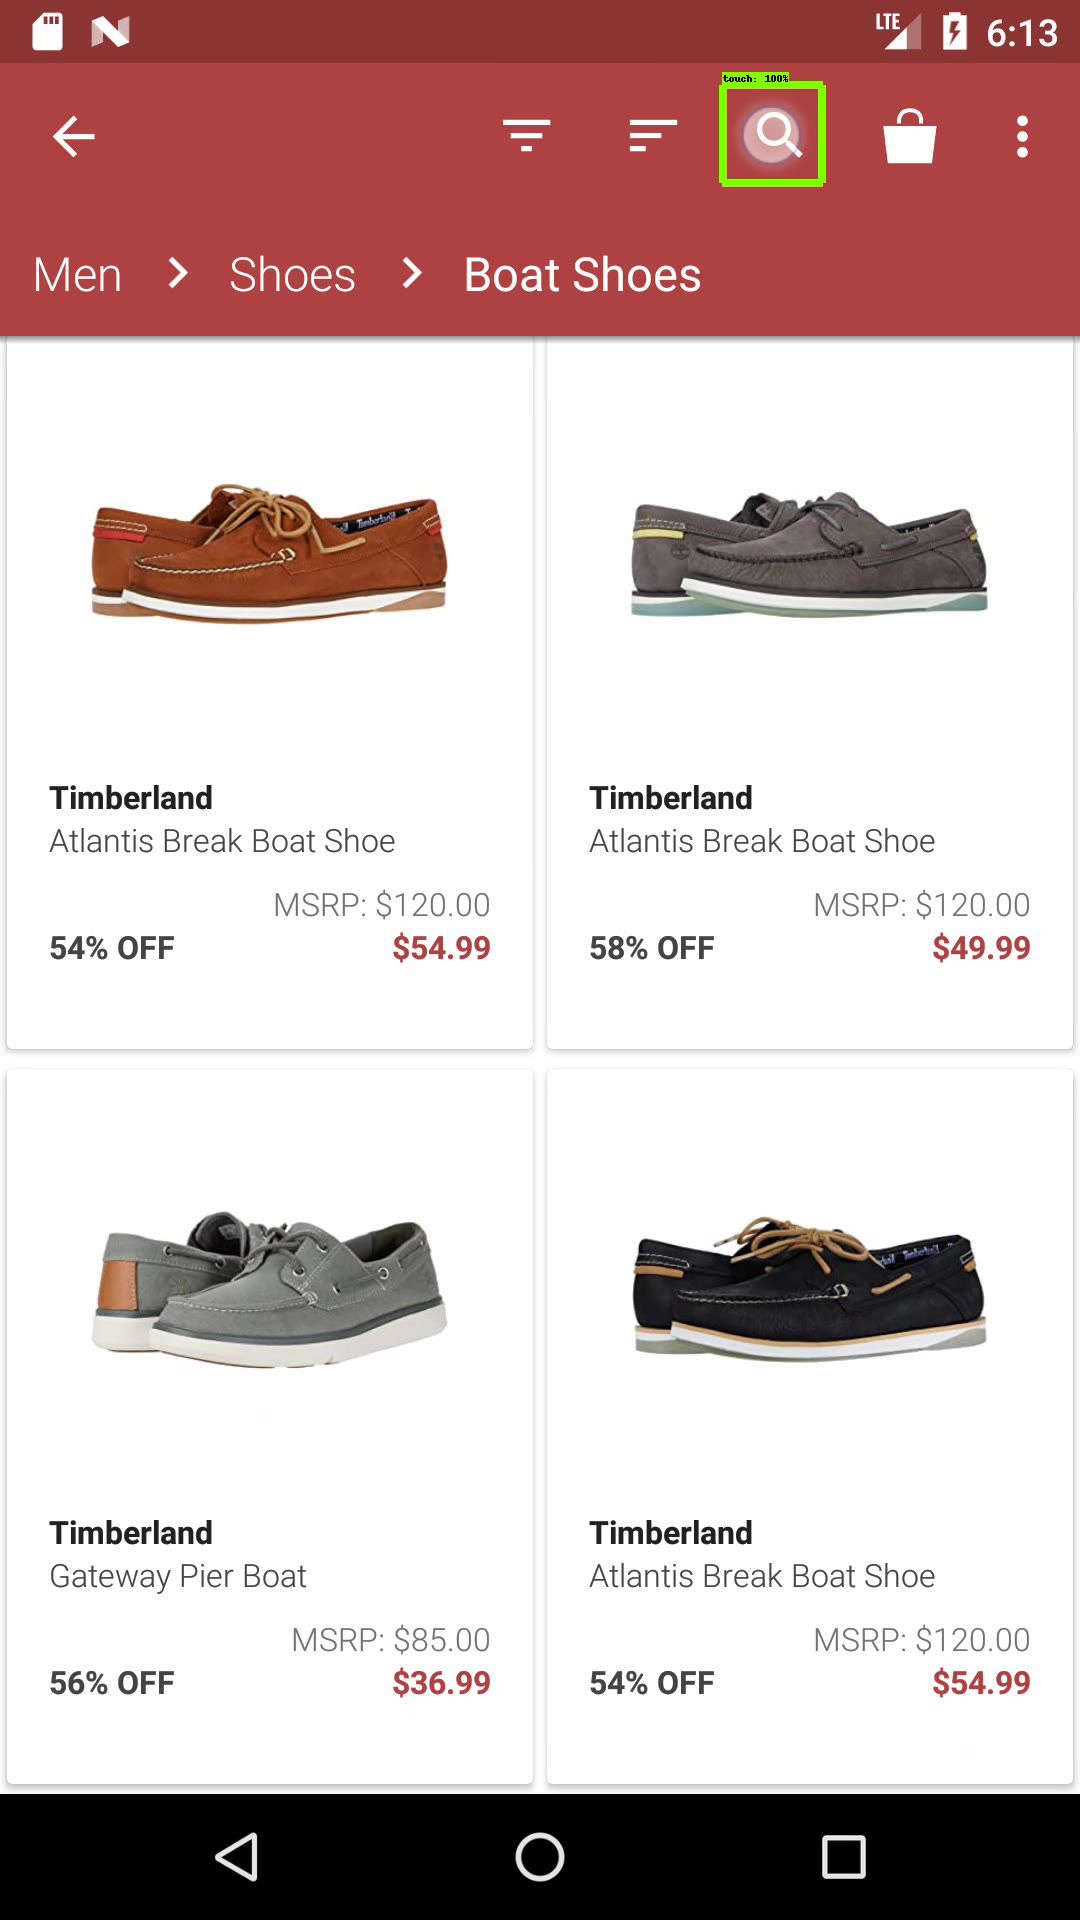 LTE 6:13
touch: 100%
Men Shoes Boat Shoes
Timberland
Atlantis Break Boat Shoe
MSRP: $120.00
54% OFF $54.99
Timberland
Atlantis Break Boat Shoe
MSRP: $120.00
58% OFF $49.99
Timberland
Gateway Pier Boat
MSRP: $85.00
56% OFF $36.99
Timberland
Atlantis Break Boat Shoe
MSRP: $120.00
54% OFF $54.99